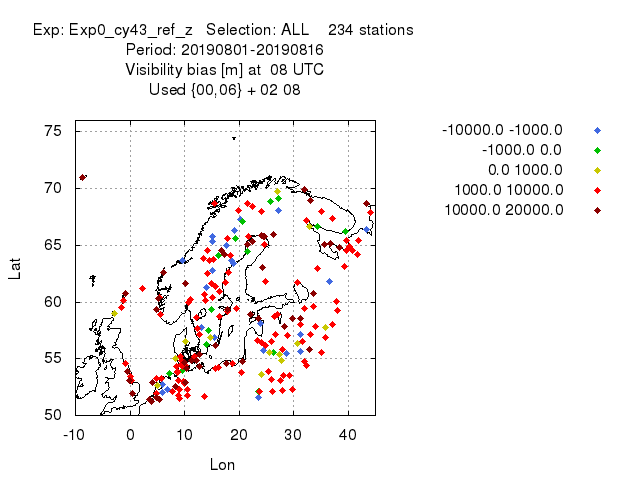 Exp: Exp0_cy43_ref_z Selection: ALL 234 stations
Period: 20190801-20190816
Visibility bias [m] at 08 UTC
Used {00,06} + 02 08
-10000.0 -1000.0
-1000.0 0.0
0.0 1000.0
1000.0 10000.0
10000.0 20000.0
75
70
65
60
55
50
Lat
-10 0 10 20 30 40
Lon